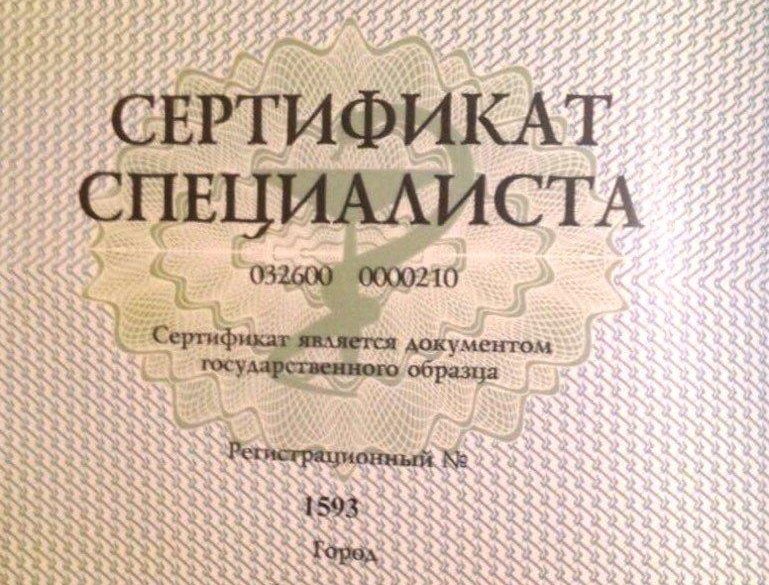 СЕРТИФИКАТ
СПЕЦИАЛИСТА
032600 0000210
Сертификат является документом
государственного образца
Регистрационный №
1593
Город